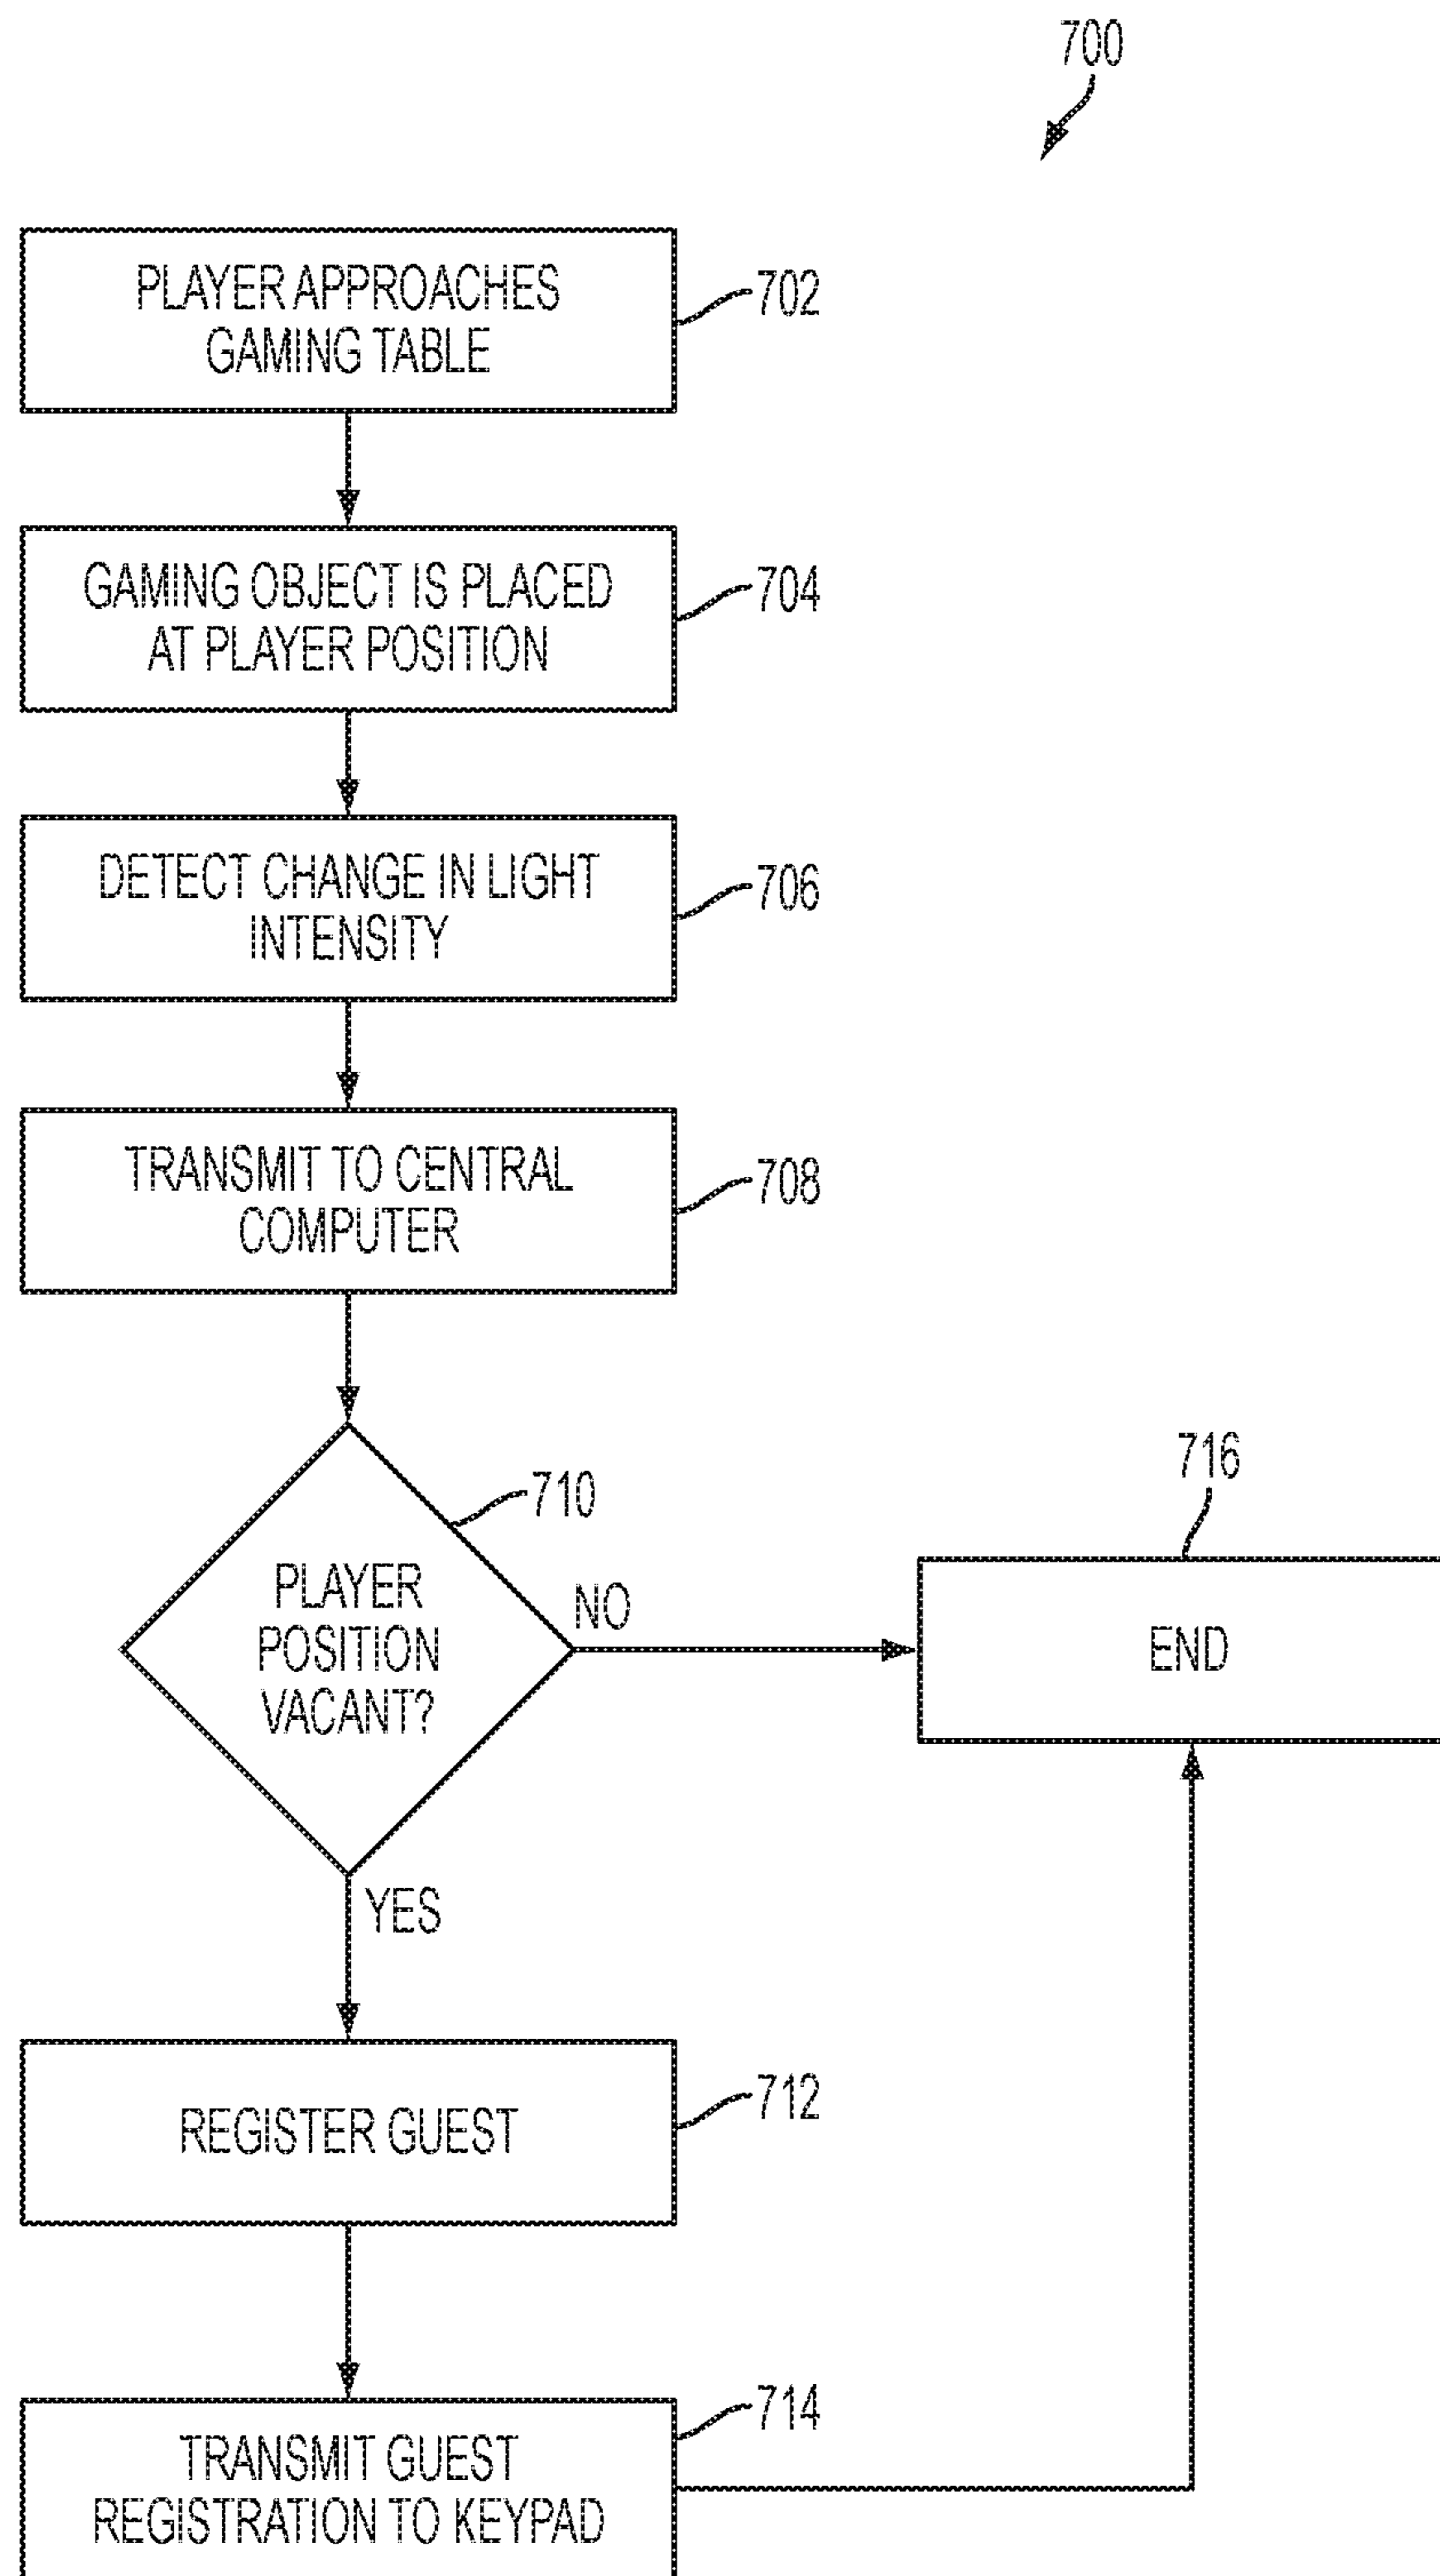 700
PLAYER APPROACHES
GAMING TABLE
702
GAMING OBJECT IS PLACED
AT PLAYER POSITION
704
DETECT CHANGE IN LIGHT
INTENSITY
706
TRANSMIT TO CENTRAL
COMPUTER
708
710
PLAYER
POSITION
VACANT?
NO
716
END
YES
REGISTER GUEST
712
TRANSMIT GUEST
REGISTRATION TO KEYPAD
714